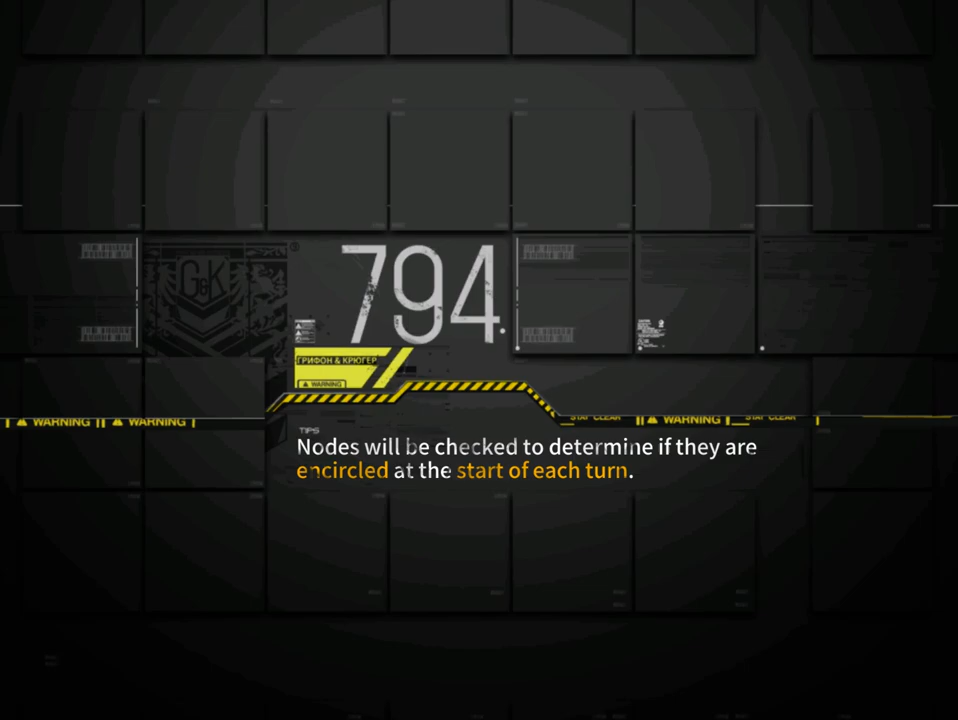 G&K
794.
ГРИФОН & КРЮГЕР
WARNING
WARNING WARNING
STAY CLEAR WARNING STAY CLEAR
TIPS
Nodes will be checked to determine if they are
encircled at the start of each turn.